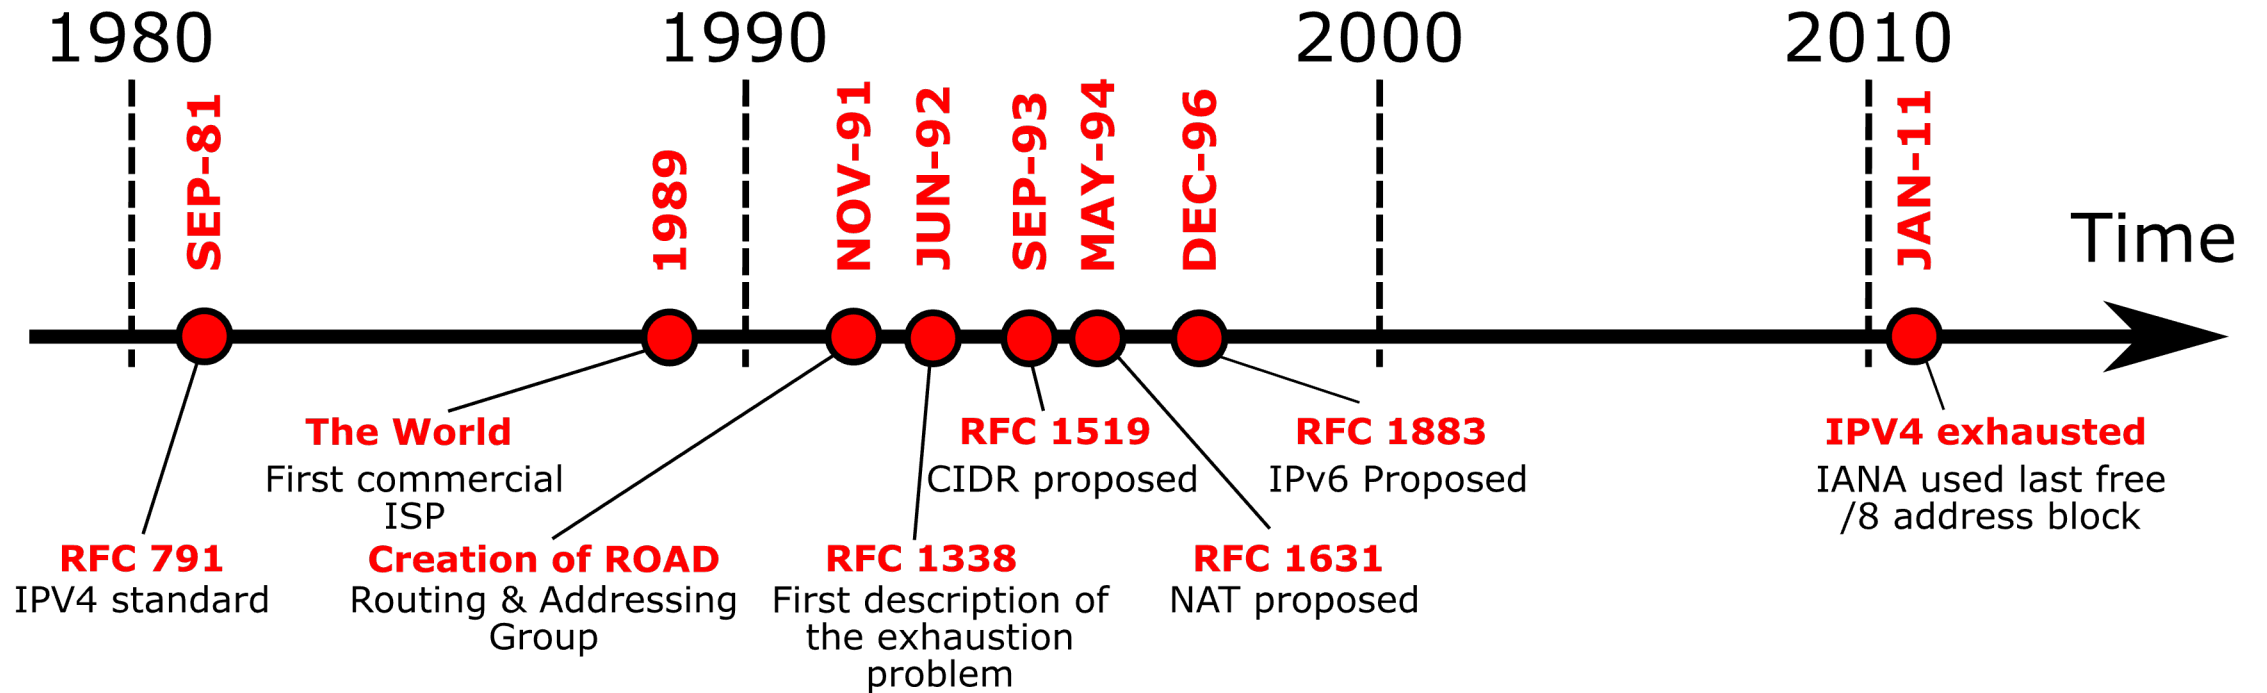 1980
1990
2000
2010
SEP-81
1989
NOV-91
JUN-92
SEP-93
MAY-94
DEC-96
JAN-11
Time
The World
First commercial
ISP
RFC 1519
CIDR proposed
RFC 1883
IPv6 Proposed
IPV4 exhausted
IANA used last free
/8 address block
RFC 791
IPV4 standard
Creation of ROAD
Routing & Addressing
Group
RFC 1338
First description of
the exhaustion
problem
RFC 1631
NAT proposed